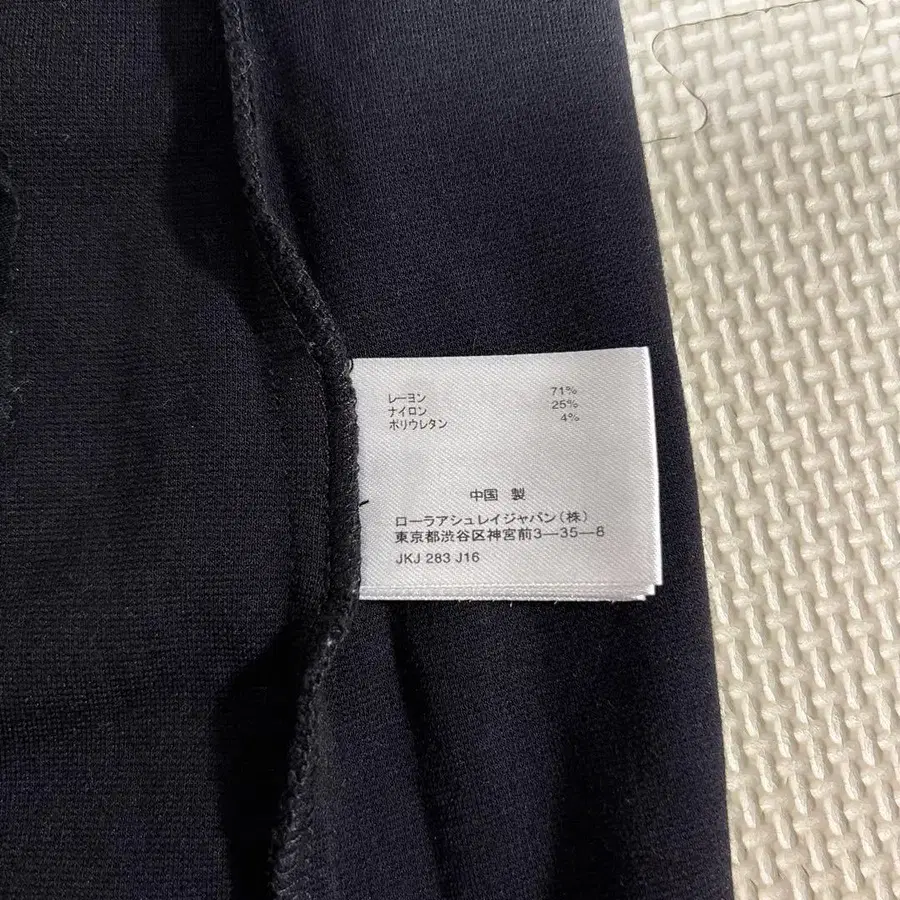 レーヨン 71%
ナイロン 25%
ポリウレタン 4%
中国 製
ローラアシュレイジャパン(株)
東京都渋谷区神宮前3—35—8
JKJ 283 J16